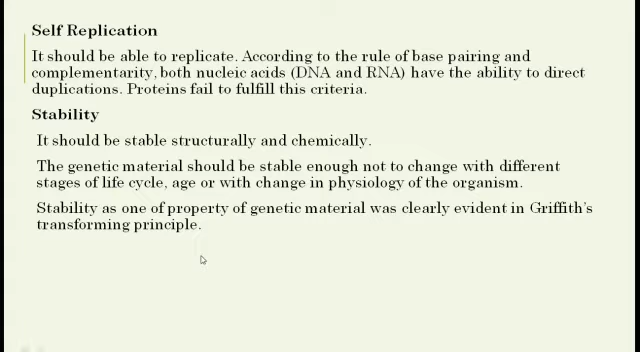 Self Replication
It should be able to replicate. According to the rule of base pairing and
complementarity, both nucleic acids (DNA and RNA) have the ability to direct
duplications. Proteins fail to fulfill this criteria.
Stability
It should be stable structurally and chemically.
The genetic material should be stable enough not to change with different
stages of life cycle, age or with change in physiology of the organism.
Stability as one of property of genetic material was clearly evident in Griffith's
transforming principle.